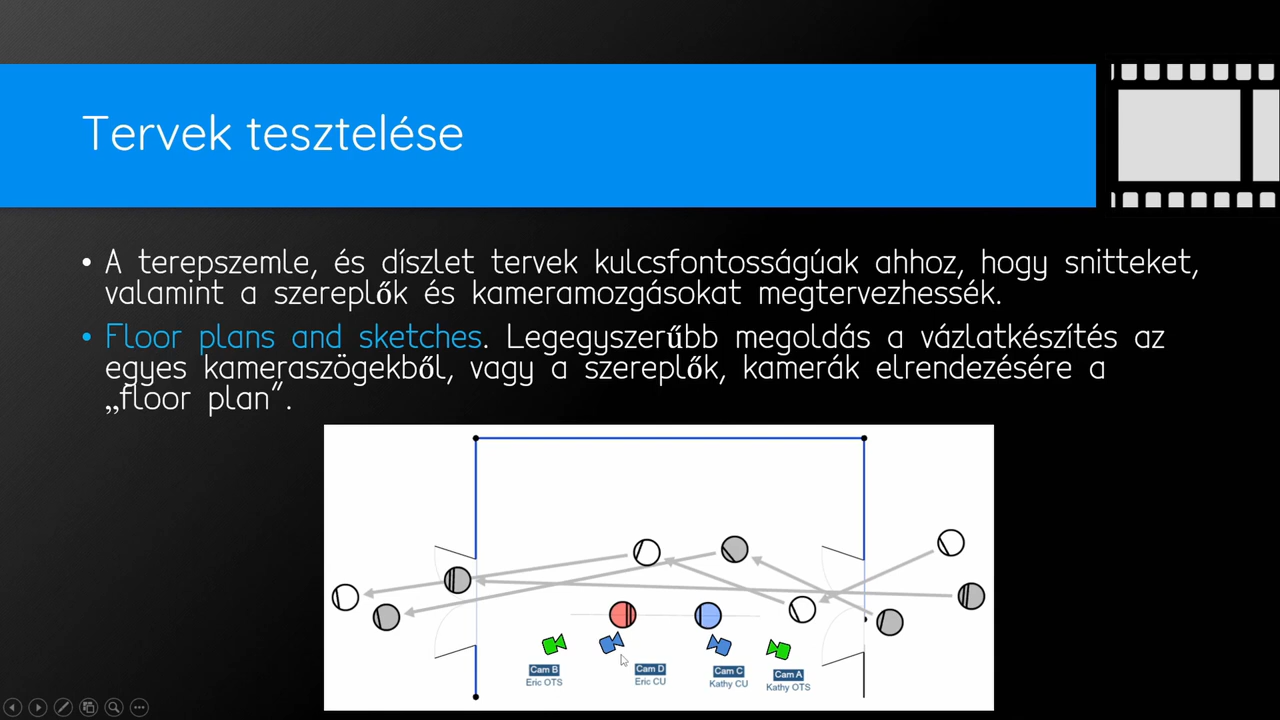 Tervek tesztelése
• A terepszemle, és díszlet tervek kulcsfontosságúak ahhoz, hogy snitteket,
valamint a szereplők és kameramozgásokat megtervezhessék.
• Floor plans and sketches. Legegyszerűbb megoldás a vázlatkészítés az
egyes kameraszögekből, vagy a szereplők, kamerák elrendezésére a
„floor plan”.
Cam B Cam D Cam C Cam A
Eric OTS Eric CU Kathy CU Kathy OTS